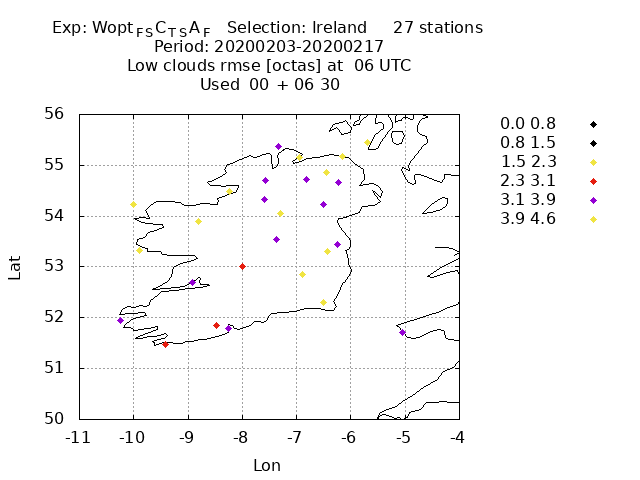 Exp: WoptFSCTSAF Selection: Ireland 27 stations
Period: 20200203-20200217
Low clouds rmse [octas] at 06 UTC
Used 00 + 06 30
56
55
54
53
52
51
50
-11 -10 -9 -8 -7 -6 -5 -4
Lat
Lon
0.0 0.8
0.8 1.5
1.5 2.3
2.3 3.1
3.1 3.9
3.9 4.6